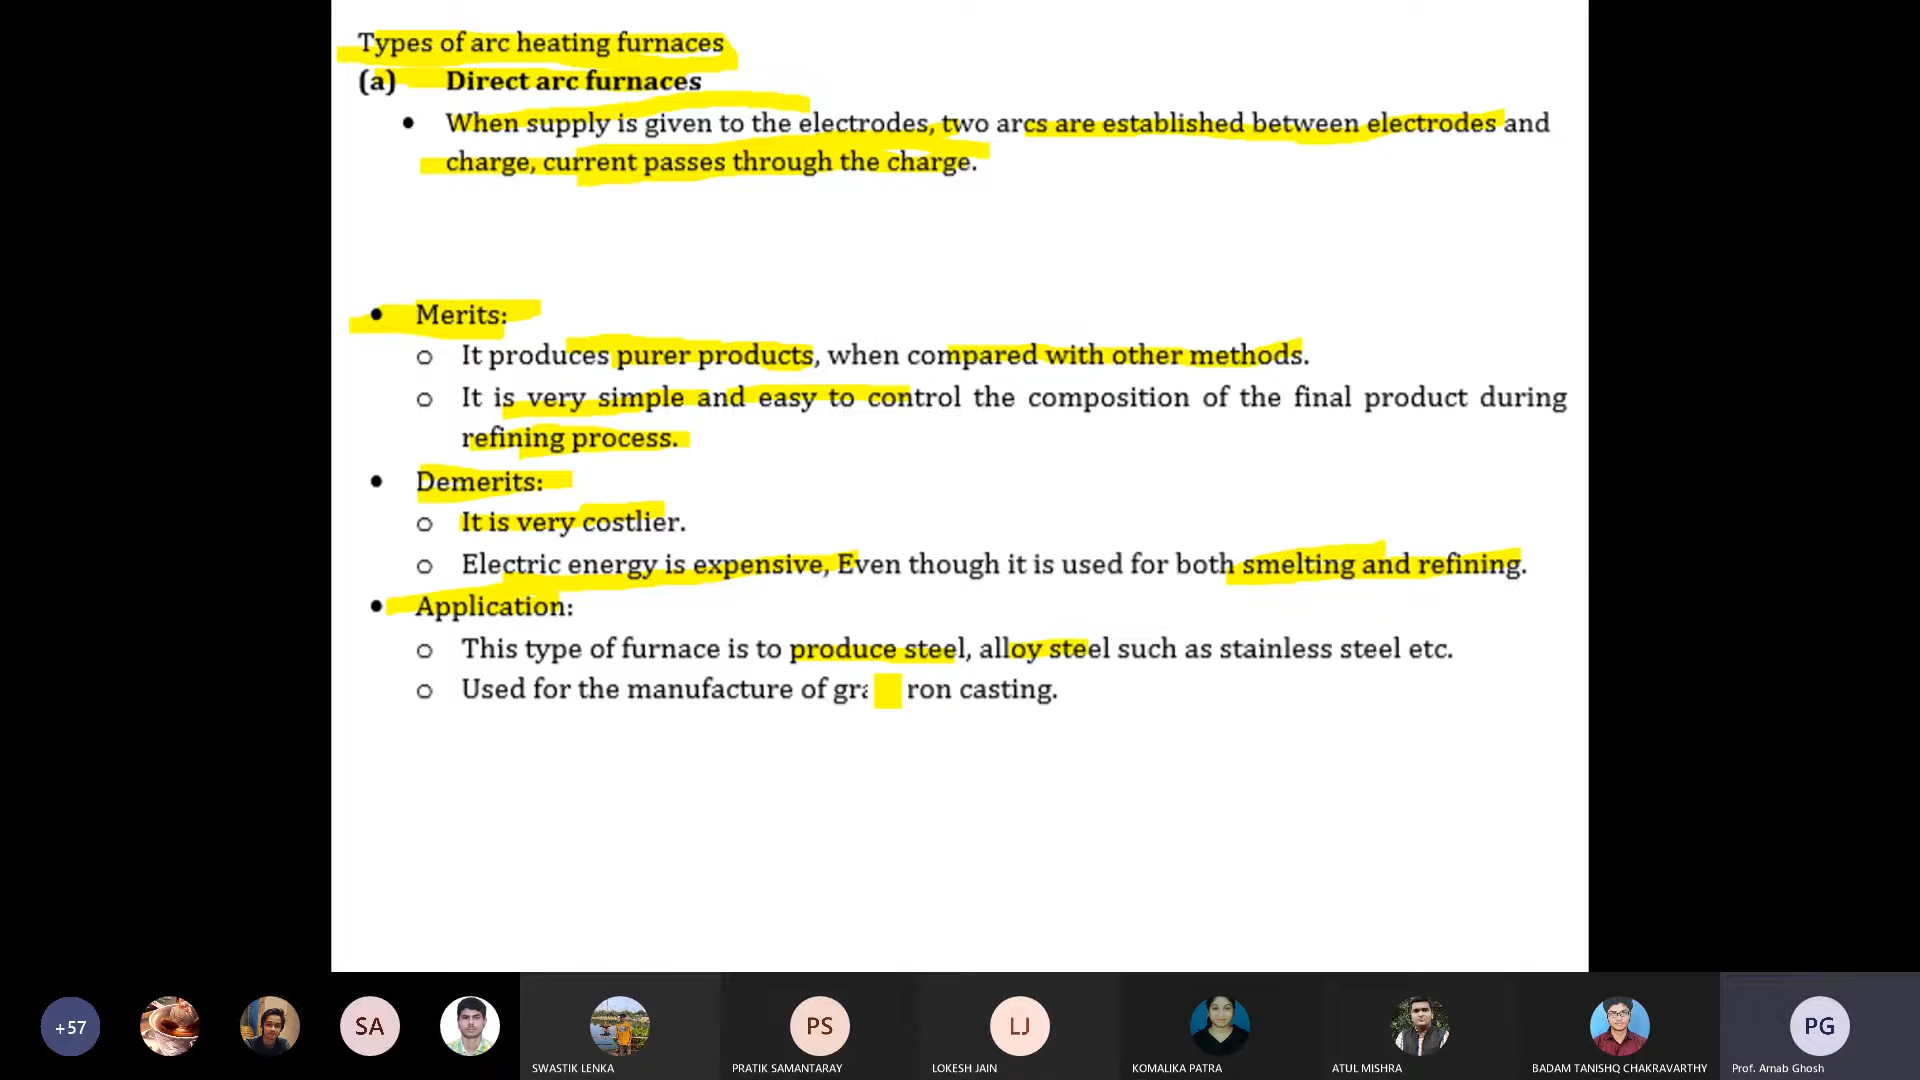 Types of arc heating furnaces
(a) Direct arc furnaces
• When supply is given to the electrodes, two arcs are established between electrodes and
charge, current passes through the charge.
• Merits:
o It produces purer products, when compared with other methods.
o It is very simple and easy to control the composition of the final product during
refining process.
• Demerits:
o It is very costlier.
o Electric energy is expensive, Even though it is used for both smelting and refining.
• Application:
o This type of furnace is to produce steel, alloy steel such as stainless steel etc.
o Used for the manufacture of gra ron casting.
+57
SA
PS
LJ
PG
SWASTIK LENKA
PRATIK SAMANTARAY
LOKESH JAIN
KOMALIKA PATRA
ATUL MISHRA
BADAM TANISHQ CHAKRAVARTHY
Prof. Arnab Ghosh